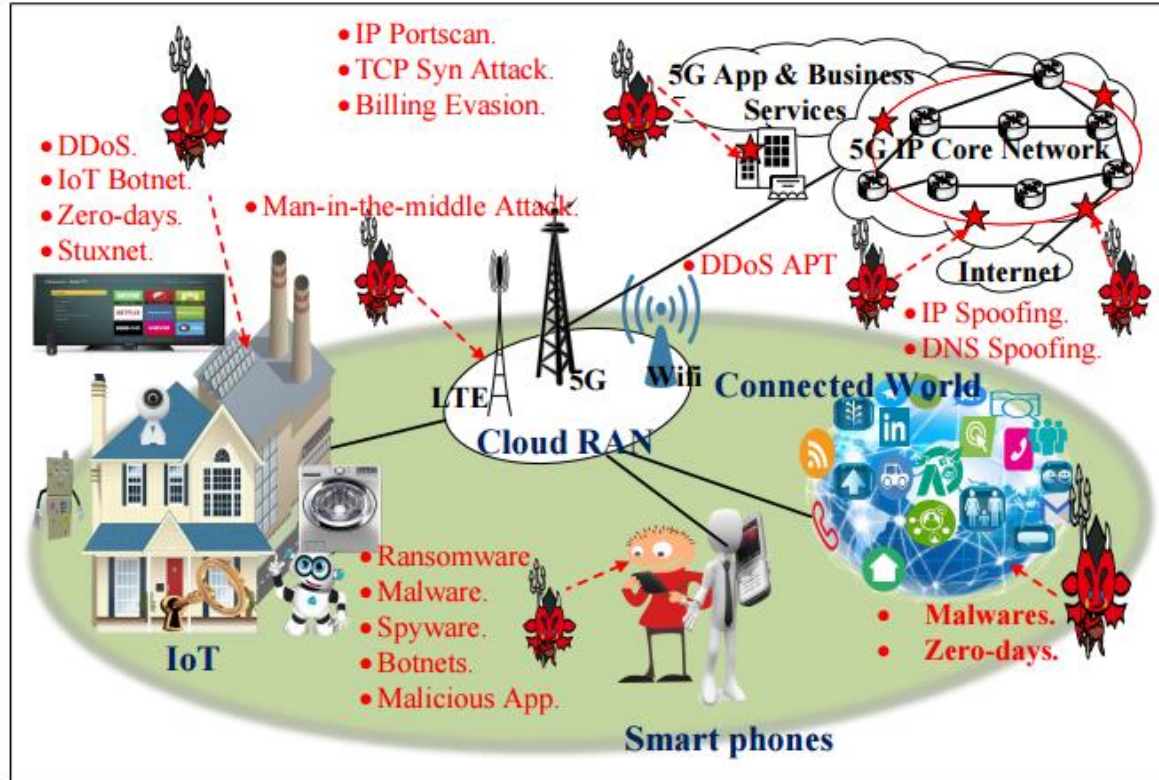 • IP Portscan.
• TCP Syn Attack.
• Billing Evasion.
5G App & Business
Services
5G IP Core Network
Internet
• DDoS.
• IoT Botnet.
• Zero-days.
• Stuxnet.
• Man-in-the-middle Attack.
• DDoS APT
• IP Spoofing.
• DNS Spoofing.
LTE
5G
Wifi
Cloud RAN
Connected World
in
• Ransomware
• Malware.
• Spyware.
• Botnets.
• Malicious App.
IoT
Smart phones
• Malwares.
• Zero-days.